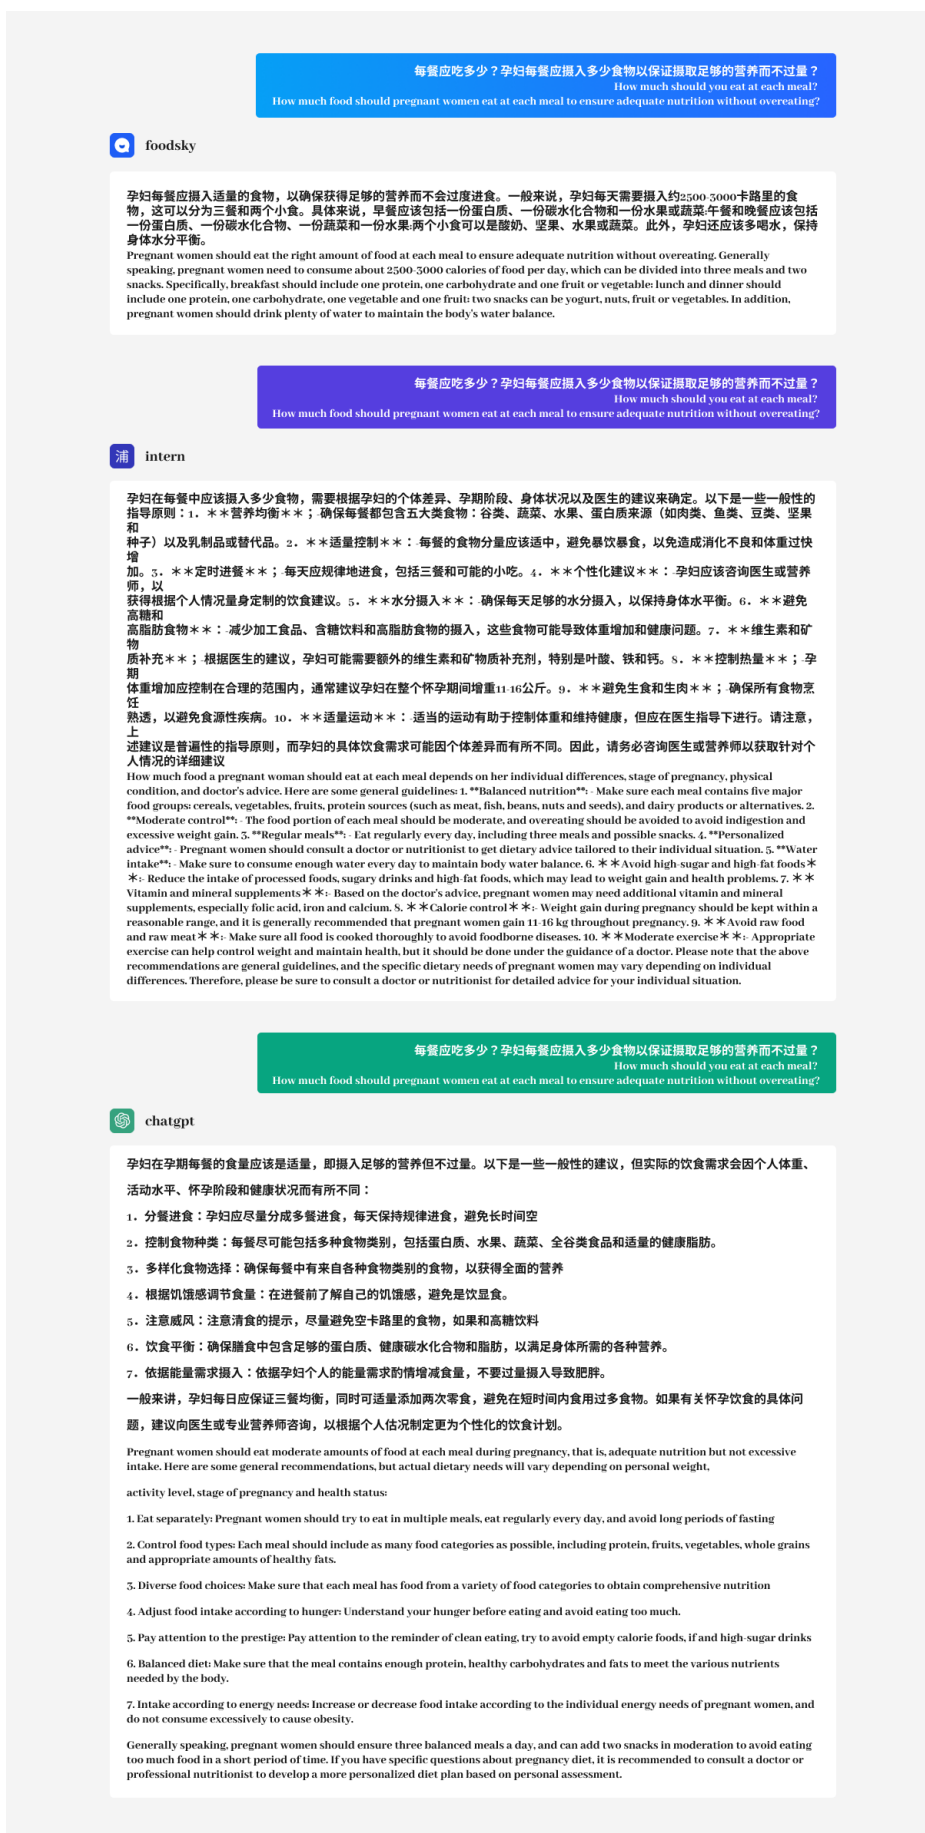 每餐应吃多少？孕妇每餐应摄入多少食物以保证摄取足够的营养而不过量？
How much should you eat at each meal?
How much food should pregnant women eat at each meal to ensure adequate nutrition without overeating?
foodsky
孕妇每餐应摄入适量的食物，以确保获得足够的营养而不会过度进食。一般来说，孕妇每天需要摄入约2500-3000卡路里的食
物，这可以分为三餐和两个小食。具体来说，早餐应该包括一份蛋白质、一份碳水化合物和一份水果或蔬菜:午餐和晚餐应该包括
一份蛋白质、一份碳水化合物、一份蔬菜和一份水果:两个小食可以是酸奶、坚果、水果或蔬菜。此外，孕妇还应该多喝水，保持
身体水分平衡。
Pregnant women should eat the right amount of food at each meal to ensure adequate nutrition without overeating. Generally
speaking, pregnant women need to consume about 2500-3000 calories of food per day, which can be divided into three meals and two
snacks. Specifically, breakfast should include one protein, one carbohydrate and one fruit or vegetable: lunch and dinner should
include one protein, one carbohydrate, one vegetable and one fruit: two snacks can be yogurt, nuts, fruit or vegetables. In addition,
pregnant women should drink plenty of water to maintain the body's water balance.
每餐应吃多少？孕妇每餐应摄入多少食物以保证摄取足够的营养而不过量？
How much should you eat at each meal?
How much food should pregnant women eat at each meal to ensure adequate nutrition without overeating?
浦 intern
孕妇在每餐中应该摄入多少食物，需要根据孕妇的个体差异、孕期阶段、身体状况以及医生的建议来确定。以下是一些一般性的
指导原则：1．＊＊营养均衡＊＊；-确保每餐都包含五大类食物：谷类、蔬菜、水果、蛋白质来源（如肉类、鱼类、豆类、坚果
和
种子）以及乳制品或替代品。2．＊＊适量控制＊＊：-每餐的食物分量应该适中，避免暴饮暴食，以免造成消化不良和体重过快
增
加。3．＊＊定时进餐＊＊；-每天应规律地进食，包括三餐和可能的小吃。4．＊＊个性化建议＊＊：-孕妇应该咨询医生或营养
师，以
获得根据个人情况量身定制的饮食建议。5．＊＊水分摄入＊＊：-确保每天足够的水分摄入，以保持身体水平衡。6．＊＊避免
高糖和
高脂肪食物＊＊：-减少加工食品、含糖饮料和高脂肪食物的摄入，这些食物可能导致体重增加和健康问题。7．＊＊维生素和矿
物
质补充＊＊；-根据医生的建议，孕妇可能需要额外的维生素和矿物质补充剂，特别是叶酸、铁和钙。8．＊＊控制热量＊＊；-孕
期
体重增加应控制在合理的范围内，通常建议孕妇在整个怀孕期间增重11-16公斤。9．＊＊避免生食和生肉＊＊；-确保所有食物烹
饪
熟透，以避免食源性疾病。10．＊＊适量运动＊＊：-适当的运动有助于控制体重和维持健康，但应在医生指导下进行。请注意，
上
述建议是普遍性的指导原则，而孕妇的具体饮食需求可能因个体差异而有所不同。因此，请务必咨询医生或营养师以获取针对个
人情况的详细建议
How much food a pregnant woman should eat at each meal depends on her individual differences, stage of pregnancy, physical
condition, and doctor's advice. Here are some general guidelines: 1. **Balanced nutrition**: - Make sure each meal contains five major
food groups: cereals, vegetables, fruits, protein sources (such as meat, fish, beans, nuts and seeds), and dairy products or alternatives. 2.
**Moderate control**: - The food portion of each meal should be moderate, and overeating should be avoided to avoid indigestion and
excessive weight gain. 3. **Regular meals**: - Eat regularly every day, including three meals and possible snacks. 4. **Personalized
advice**: - Pregnant women should consult a doctor or nutritionist to get dietary advice tailored to their individual situation. 5. **Water
intake**: - Make sure to consume enough water every day to maintain body water balance. 6. ＊＊Avoid high-sugar and high-fat foods＊
＊:- Reduce the intake of processed foods, sugary drinks and high-fat foods, which may lead to weight gain and health problems. 7. ＊＊
Vitamin and mineral supplements＊＊:- Based on the doctor's advice, pregnant women may need additional vitamin and mineral
supplements, especially folic acid, iron and calcium. 8. ＊＊Calorie control＊＊:- Weight gain during pregnancy should be kept within a
reasonable range, and it is generally recommended that pregnant women gain 11-16 kg throughout pregnancy. 9. ＊＊Avoid raw food
and raw meat＊＊:- Make sure all food is cooked thoroughly to avoid foodborne diseases. 10. ＊＊Moderate exercise＊＊:- Appropriate
exercise can help control weight and maintain health, but it should be done under the guidance of a doctor. Please note that the above
recommendations are general guidelines, and the specific dietary needs of pregnant women may vary depending on individual
differences. Therefore, please be sure to consult a doctor or nutritionist for detailed advice for your individual situation.
每餐应吃多少？孕妇每餐应摄入多少食物以保证摄取足够的营养而不过量？
How much should you eat at each meal?
How much food should pregnant women eat at each meal to ensure adequate nutrition without overeating?
chatgpt
孕妇在孕期每餐的食量应该是适量，即摄入足够的营养但不过量。以下是一些一般性的建议，但实际的饮食需求会因个人体重、
活动水平、怀孕阶段和健康状况而有所不同：
1．分餐进食：孕妇应尽量分成多餐进食，每天保持规律进食，避免长时间空
2．控制食物种类：每餐尽可能包括多种食物类别，包括蛋白质、水果、蔬菜、全谷类食品和适量的健康脂肪。
3．多样化食物选择：确保每餐中有来自各种食物类别的食物，以获得全面的营养
4．根据饥饿感调节食量：在进餐前了解自己的饥饿感，避免是饮显食。
5．注意威风：注意清食的提示，尽量避免空卡路里的食物，如果和高糖饮料
6．饮食平衡：确保膳食中包含足够的蛋白质、健康碳水化合物和脂肪，以满足身体所需的各种营养。
7．依据能量需求摄入：依据孕妇个人的能量需求酌情增减食量，不要过量摄入导致肥胖。
一般来讲，孕妇每日应保证三餐均衡，同时可适量添加两次零食，避免在短时间内食用过多食物。如果有关怀孕饮食的具体问
题，建议向医生或专业营养师咨询，以根据个人估况制定更为个性化的饮食计划。
Pregnant women should eat moderate amounts of food at each meal during pregnancy, that is, adequate nutrition but not excessive
intake. Here are some general recommendations, but actual dietary needs will vary depending on personal weight,
activity level, stage of pregnancy and health status:
1. Eat separately: Pregnant women should try to eat in multiple meals, eat regularly every day, and avoid long periods of fasting
2. Control food types: Each meal should include as many food categories as possible, including protein, fruits, vegetables, whole grains
and appropriate amounts of healthy fats.
3. Diverse food choices: Make sure that each meal has food from a variety of food categories to obtain comprehensive nutrition
4. Adjust food intake according to hunger: Understand your hunger before eating and avoid eating too much.
5. Pay attention to the prestige: Pay attention to the reminder of clean eating, try to avoid empty calorie foods, if and high-sugar drinks
6. Balanced diet: Make sure that the meal contains enough protein, healthy carbohydrates and fats to meet the various nutrients
needed by the body.
7. Intake according to energy needs: Increase or decrease food intake according to the individual energy needs of pregnant women, and
do not consume excessively to cause obesity.
Generally speaking, pregnant women should ensure three balanced meals a day, and can add two snacks in moderation to avoid eating
too much food in a short period of time. If you have specific questions about pregnancy diet, it is recommended to consult a doctor or
professional nutritionist to develop a more personalized diet plan based on personal assessment.